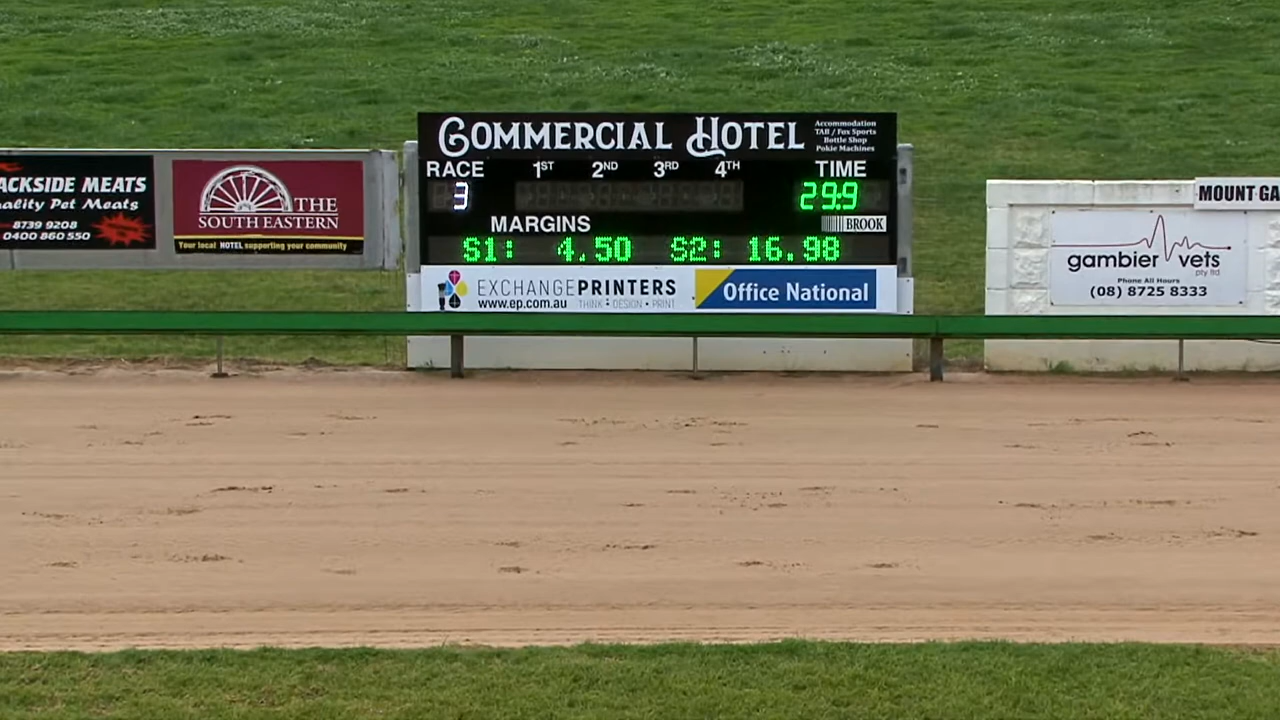 ACKSIDE MEATS
ality Pet Meats
8739 9208
0400 860 550
THE
SOUTH EASTERN
Your local HOTEL supporting your community
COMMERCIAL HOTEL
Accommodation
TAB / Fox Sports
Bottle Shop
Pokie Machines
RACE 1ST 2ND 3RD 4TH TIME
3 29.9
MARGINS BROOK
S1: 4.50 S2: 16.98
EXCHANGEPRINTERS
www.ep.com.au THINK • DESIGN • PRINT
Office National
MOUNT GA
gambier vets
pty ltd
Phone All Hours
(08) 8725 8333